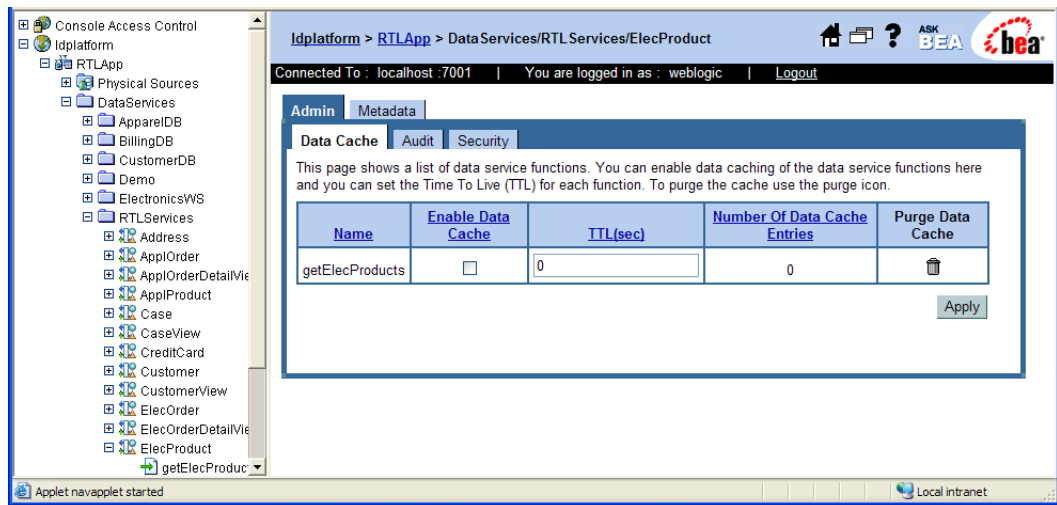 Console Access Control
ldplatform
RTLApp
Physical Sources
DataServices
ApparelDB
BillingDB
CustomerDB
Demo
ElectronicsWS
RTLServices
Address
ApplOrder
ApplOrderDetailVie
ApplProduct
Case
CaseView
CreditCard
Customer
CustomerView
ElecOrder
ElecOrderDetailVie
ElecProduct
getElecProduc
ldplatform > RTLApp > DataServices/RTLServices/ElecProduct
? ASK BEA bea
Connected To : localhost :7001 | You are logged in as : weblogic | Logout
Admin Metadata
Data Cache Audit Security
This page shows a list of data service functions. You can enable data caching of the data service functions here
and you can set the Time To Live (TTL) for each function. To purge the cache use the purge icon.
Name Enable Data Cache TTL(sec) Number Of Data Cache Entries Purge Data Cache
getElecProducts 0 0
Apply
Applet navapplet started Local intranet